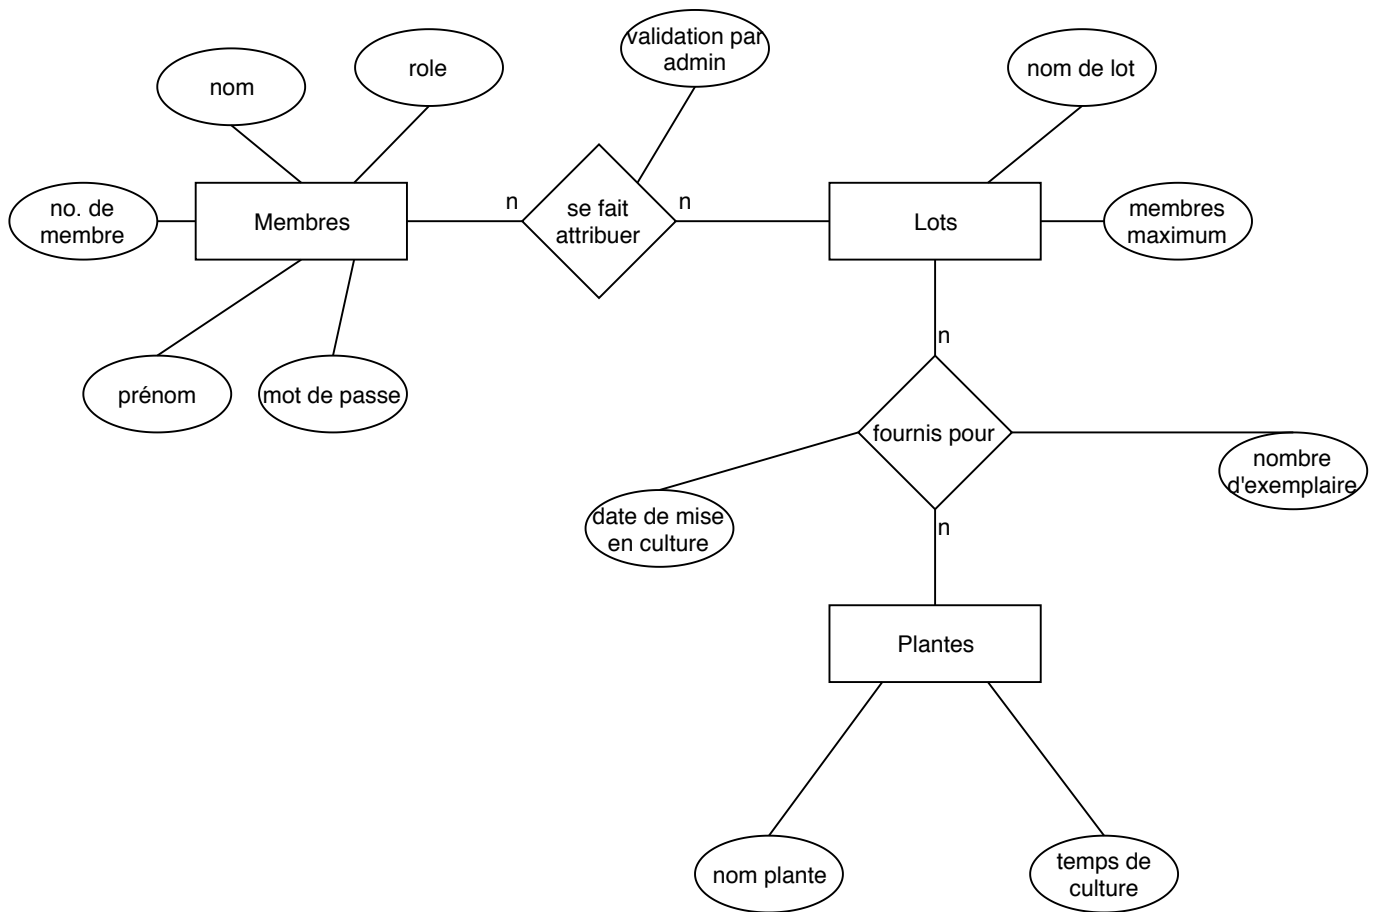 validation par
admin
role
nom de lot
nom
no. de
membre
Membres
n
se fait
attribuer
n
Lots
membres
maximum
n
prénom
mot de passe
fournis pour
nombre
d'exemplaire
date de mise
en culture
n
Plantes
nom plante
temps de
culture